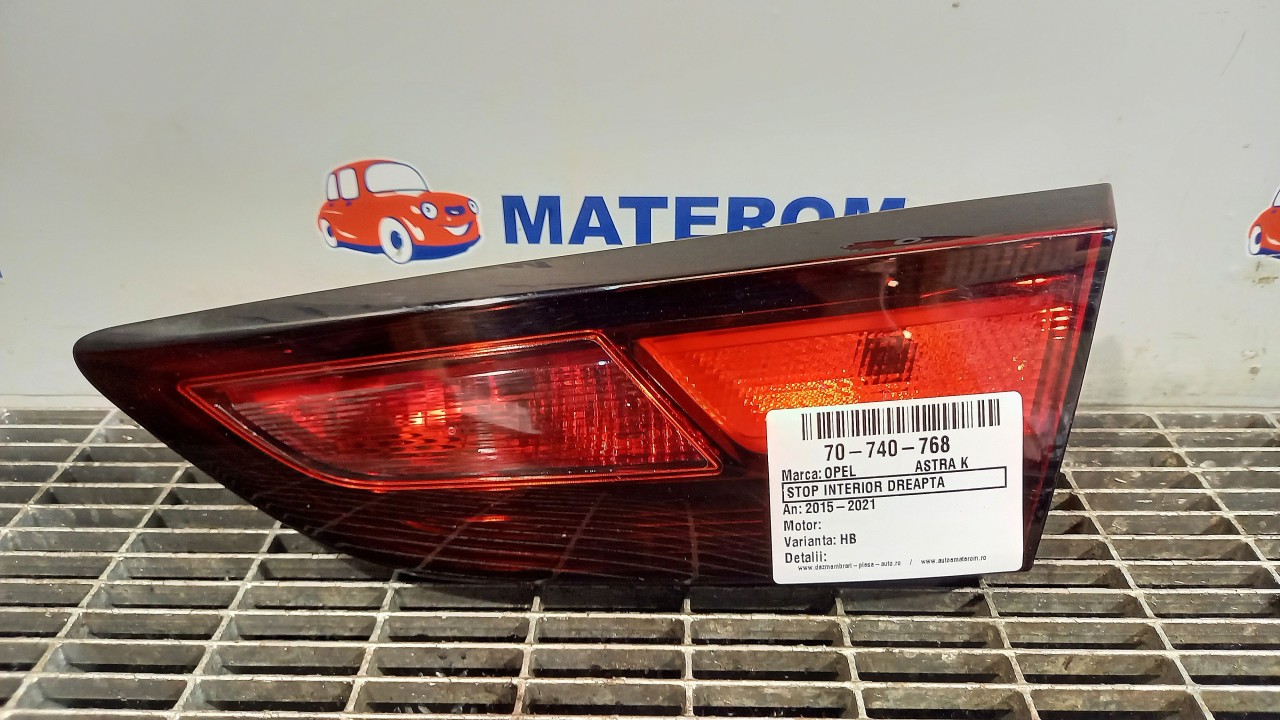 MATEROM
70-740-768
Marca: OPEL ASTRA K
STOP INTERIOR DREAPTA
An: 2015-2021
Motor:
Varianta: HB
Detalii:
www.dezmembrari-piese-auto.ro / www.autoamaterom.ro